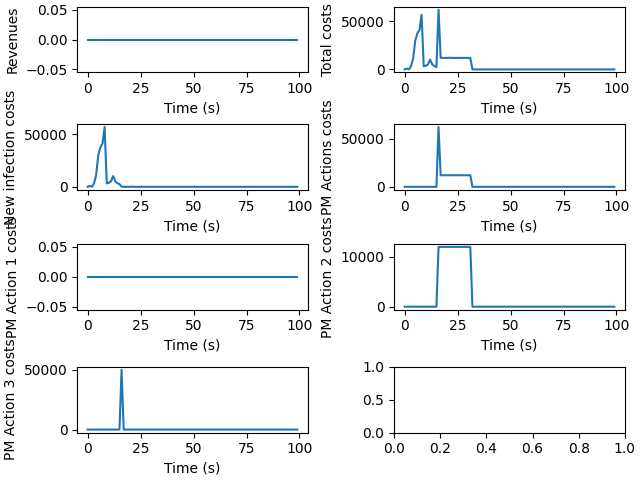 Revenues
0.05
0.00
−0.05
0 25 50 75 100
Time (s)
Total costs
50000
0
0 25 50 75 100
Time (s)
New infection costs
50000
0
0 25 50 75 100
Time (s)
PM Actions costs
50000
0
0 25 50 75 100
Time (s)
PM Action 1 costs
0.05
0.00
−0.05
0 25 50 75 100
Time (s)
PM Action 2 costs
10000
0
0 25 50 75 100
Time (s)
PM Action 3 costs
50000
0
0 25 50 75 100
Time (s)
1.0
0.5
0.0
0.0 0.2 0.4 0.6 0.8 1.0